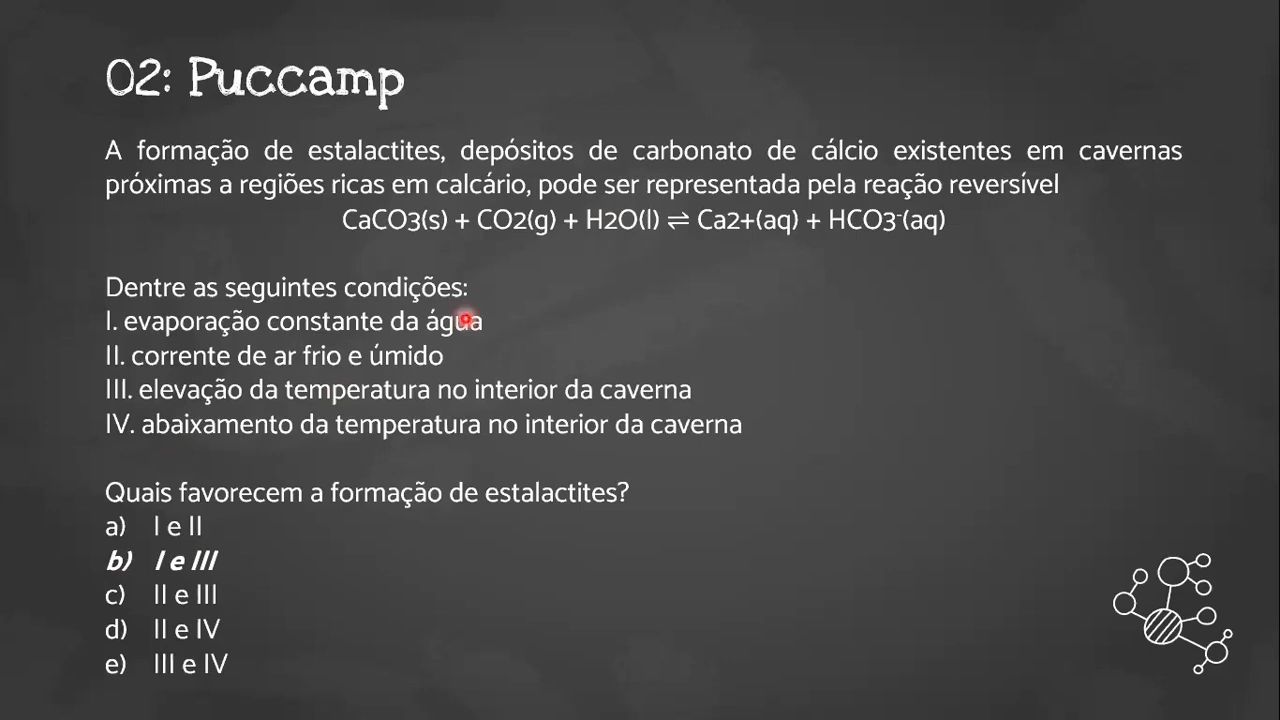 02: Puccamp
A formação de estalactites, depósitos de carbonato de cálcio existentes em cavernas
próximas a regiões ricas em calcário, pode ser representada pela reação reversível
CaCO3(s) + CO2(g) + H2O(l) ⇌ Ca2+(aq) + HCO3⁻(aq)
Dentre as seguintes condições:
I. evaporação constante da água
II. corrente de ar frio e úmido
III. elevação da temperatura no interior da caverna
IV. abaixamento da temperatura no interior da caverna
Quais favorecem a formação de estalactites?
a) I e II
b) I e III
c) II e III
d) II e IV
e) III e IV